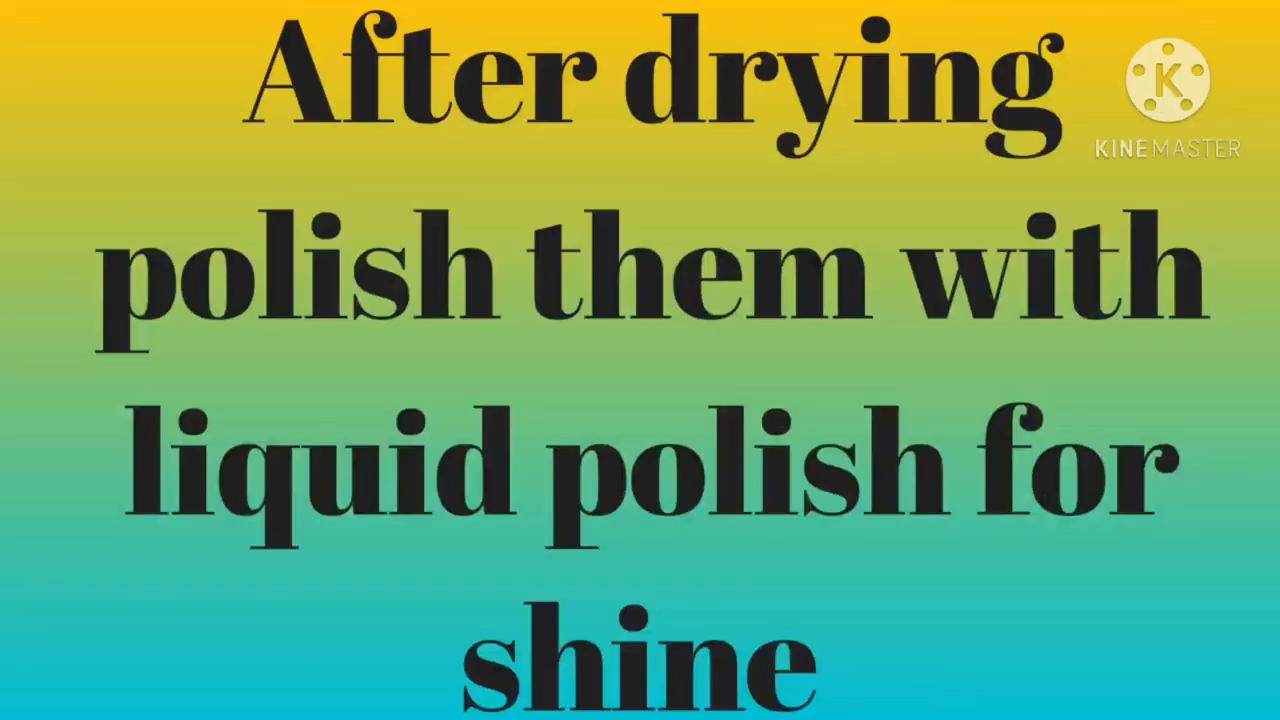 After drying
polish them with
liquid polish for
shine
K
KINEMASTER